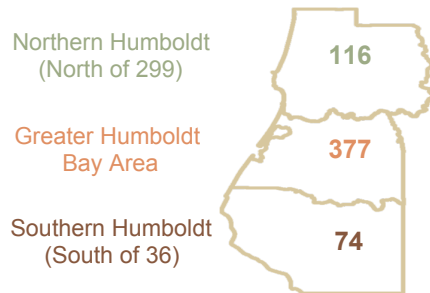 Northern Humboldt
(North of 299)
116
Greater Humboldt
Bay Area
377
Southern Humboldt
(South of 36)
74